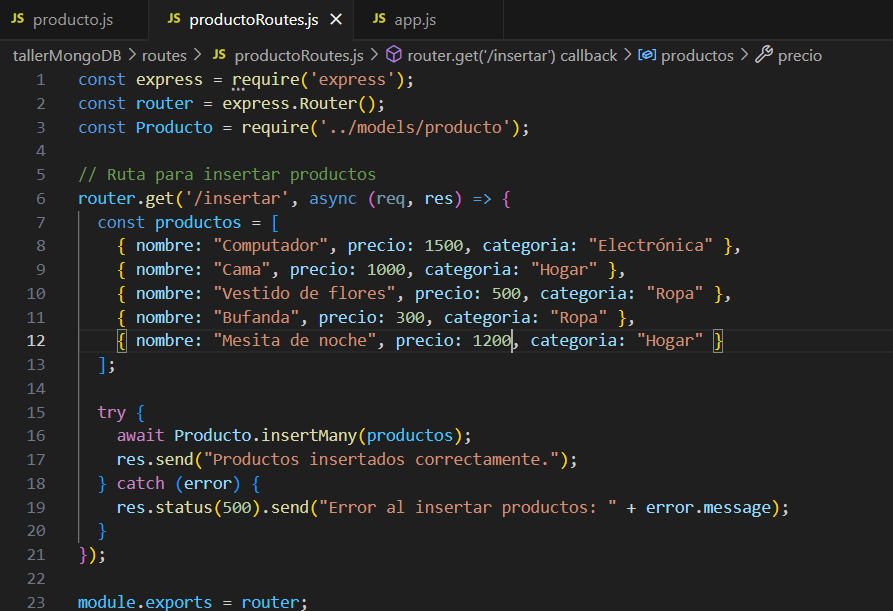 JS producto.js JS productoRoutes.js × JS app.js
tallerMongoDB > routes > JS productoRoutes.js > router.get('/insertar') callback > productos > precio
1 const express = require('express');
2 const router = express.Router();
3 const Producto = require('../models/producto');
4
5 // Ruta para insertar productos
6 router.get('/insertar', async (req, res) => {
7 const productos = [
8 { nombre: "Computador", precio: 1500, categoria: "Electrónica" },
9 { nombre: "Cama", precio: 1000, categoria: "Hogar" },
10 { nombre: "Vestido de flores", precio: 500, categoria: "Ropa" },
11 { nombre: "Bufanda", precio: 300, categoria: "Ropa" },
12 { nombre: "Mesita de noche", precio: 1200, categoria: "Hogar" }
13 ];
14
15 try {
16 await Producto.insertMany(productos);
17 res.send("Productos insertados correctamente.");
18 } catch (error) {
19 res.status(500).send("Error al insertar productos: " + error.message);
20 }
21 });
22
23 module.exports = router;